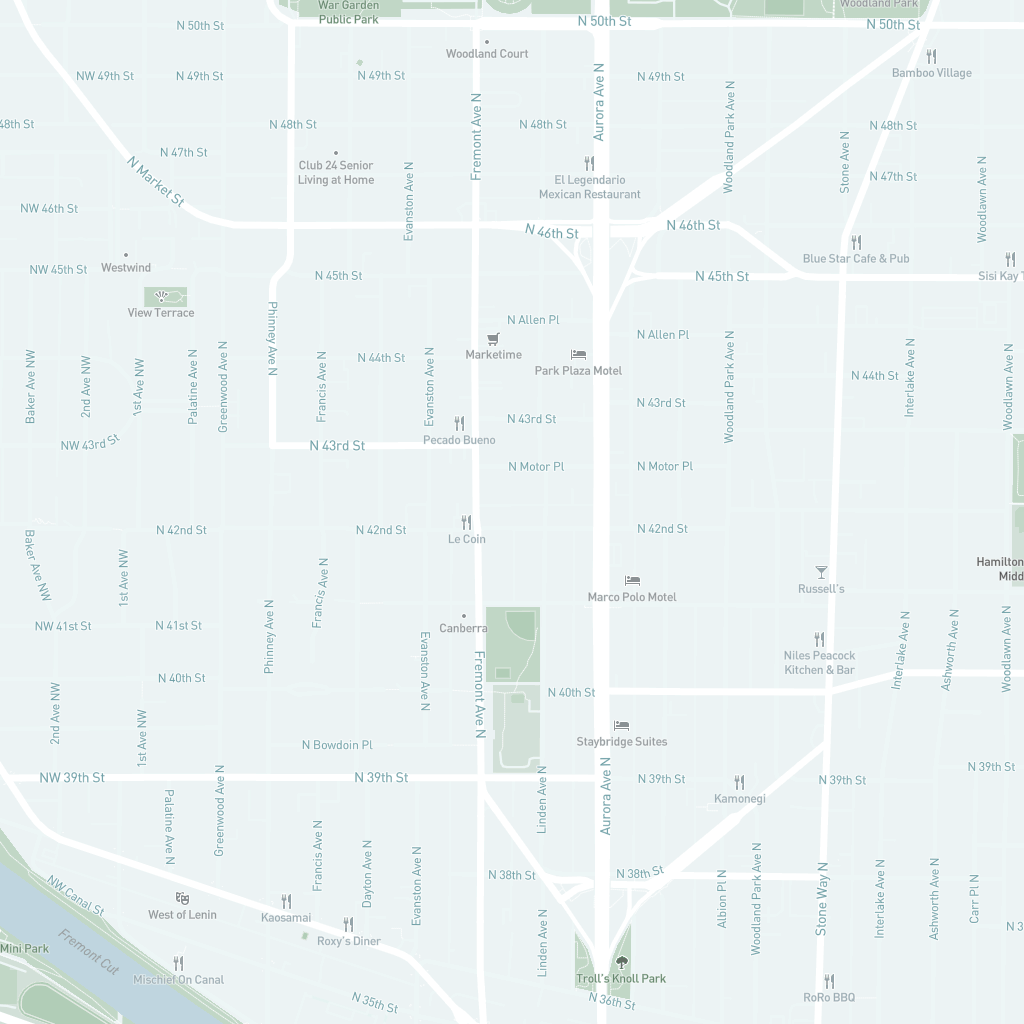 War Garden
Public Park
N 50th St
N 50th St
N 50th St
Woodland Park
Woodland Court
Bamboo Village
NW 49th St
N 49th St
N 49th St
N 49th St
48th St
N 48th St
N 48th St
N 48th St
Aurora Ave N
Fremont Ave N
Woodland Park Ave N
Stone Ave N
N 47th St
N 47th St
N Market St
Club 24 Senior
Living at Home
Evanston Ave N
El Legendario
Mexican Restaurant
Woodlawn Ave N
NW 46th St
N 46th St
N 46th St
Blue Star Cafe & Pub
Westwind
NW 45th St
N 45th St
N 45th St
Sisi Kay T
View Terrace
Phinney Ave N
N Allen Pl
N Allen Pl
Marketime
Park Plaza Motel
Baker Ave NW
2nd Ave NW
1st Ave NW
Palatine Ave N
Greenwood Ave N
Francis Ave N
N 44th St
Evanston Ave N
Woodland Park Ave N
N 44th St
Interlake Ave N
Woodlawn Ave N
N 43rd St
N 43rd St
NW 43rd St
N 43rd St
Pecado Bueno
N Motor Pl
N Motor Pl
N 42nd St
N 42nd St
N 42nd St
Le Coin
Baker Ave NW
1st Ave NW
Francis Ave N
Phinney Ave N
Hamilton
Midd
Marco Polo Motel
Russell's
NW 41st St
N 41st St
Canberra
Evanston Ave N
Fremont Ave N
Niles Peacock
Kitchen & Bar
Interlake Ave N
Ashworth Ave N
Woodlawn Ave N
N 40th St
N 40th St
2nd Ave NW
1st Ave NW
N Bowdoin Pl
Staybridge Suites
NW 39th St
N 39th St
N 39th St
N 39th St
N 39th St
Aurora Ave N
Linden Ave N
Kamonegi
Palatine Ave N
Greenwood Ave N
Francis Ave N
Dayton Ave N
Evanston Ave N
N 38th St
N 38th St
Albion Pl N
Woodland Park Ave N
Stone Way N
Interlake Ave N
Ashworth Ave N
Carr Pl N
NW Canal St
West of Lenin
Kaosamai
Roxy's Diner
Linden Ave N
N 3
Mini Park
Fremont Cut
Mischief On Canal
Troll's Knoll Park
N 36th St
N 35th St
RoRo BBQ